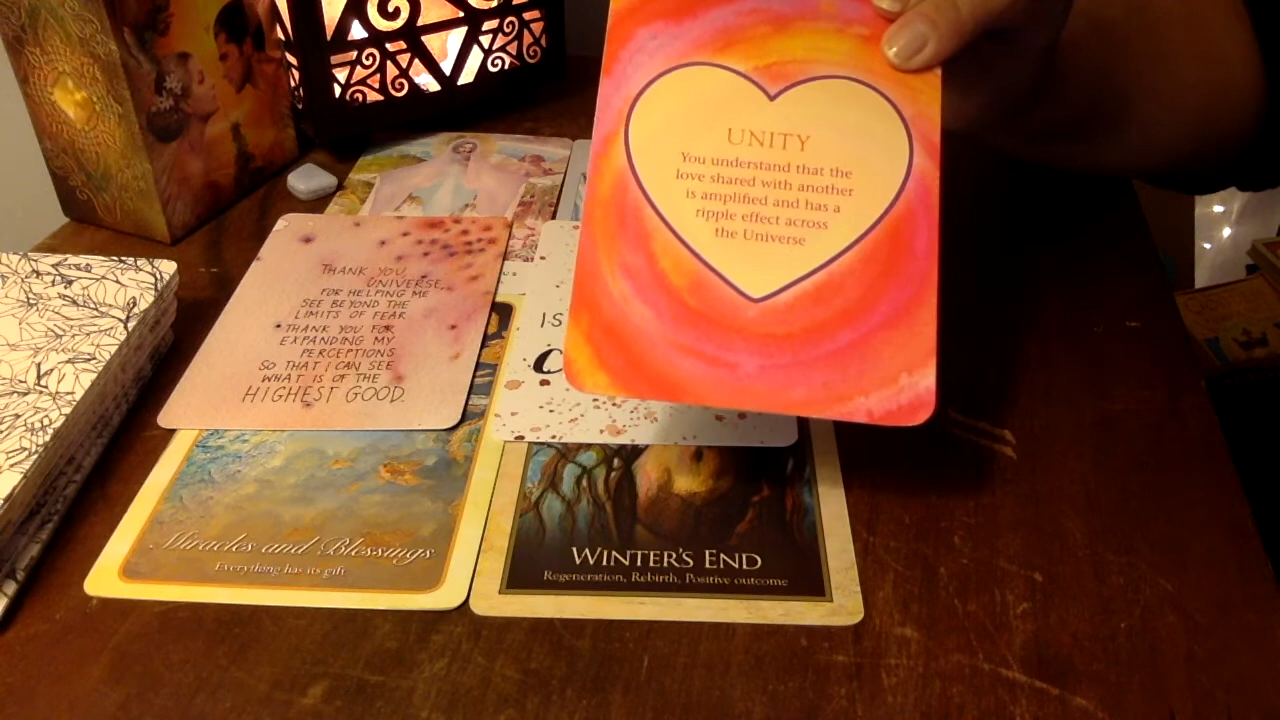 UNITY
You understand that the
love shared with another
is amplified and has a
ripple effect across
the Universe
THANK YOU,
UNIVERSE,
FOR HELPING ME
SEE BEYOND THE
LIMITS OF FEAR
THANK YOU FOR
EXPANDING MY
PERCEPTIONS
SO THAT I CAN SEE
WHAT IS OF THE
HIGHEST GOOD.
IS
C
Miracles and Blessings
Everything has its gift
WINTER'S END
Regeneration, Rebirth, Positive outcome